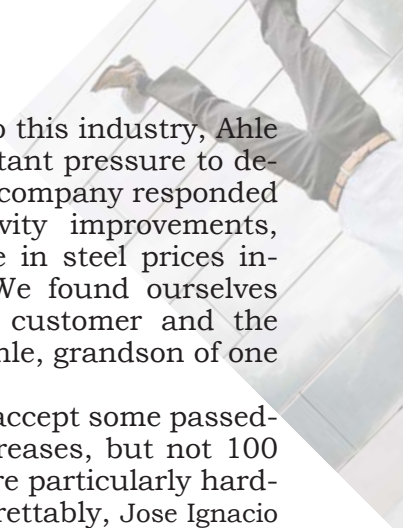 this industry, Ahle
tant pressure to de-
company responded
vity improvements,
e in steel prices in-
We found ourselves
customer and the
hle, grandson of one
accept some passed-
reases, but not 100
re particularly hard-
rettably, Jose Ignacio